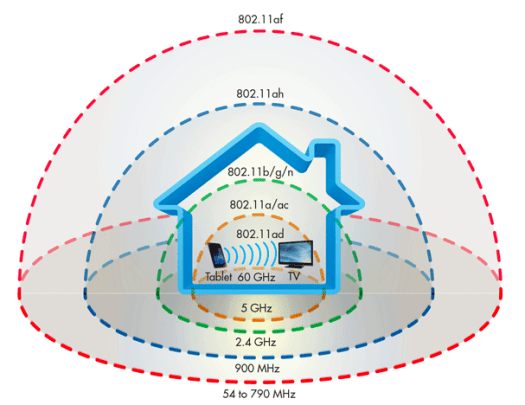 802.11af
802.11ah
802.11b/g/n
802.11a/ac
802.11ad
Tablet 60 GHz TV
5 GHz
2.4 GHz
900 MHz
54 to 790 MHz